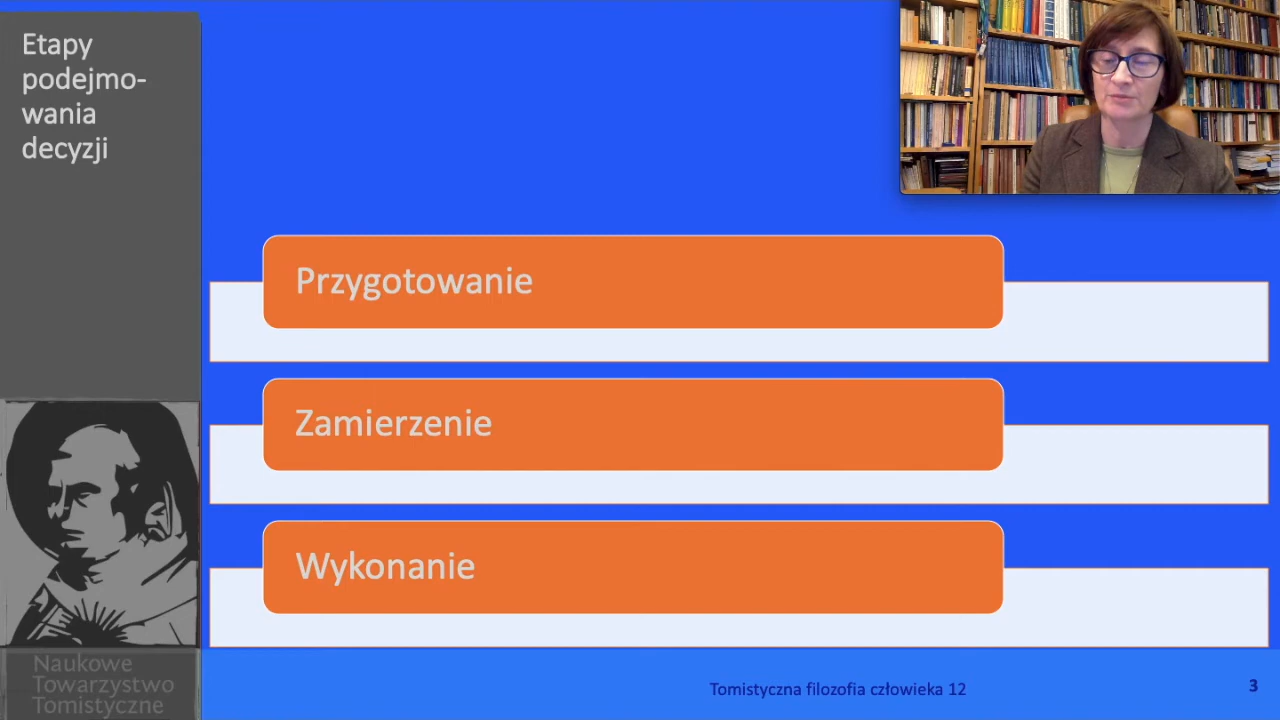 Etapy
podejmo-
wania
decyzji
Przygotowanie
Zamierzenie
Wykonanie
Naukowe
Towarzystwo
Tomistyczne
Tomistyczna filozofia człowieka 12
3